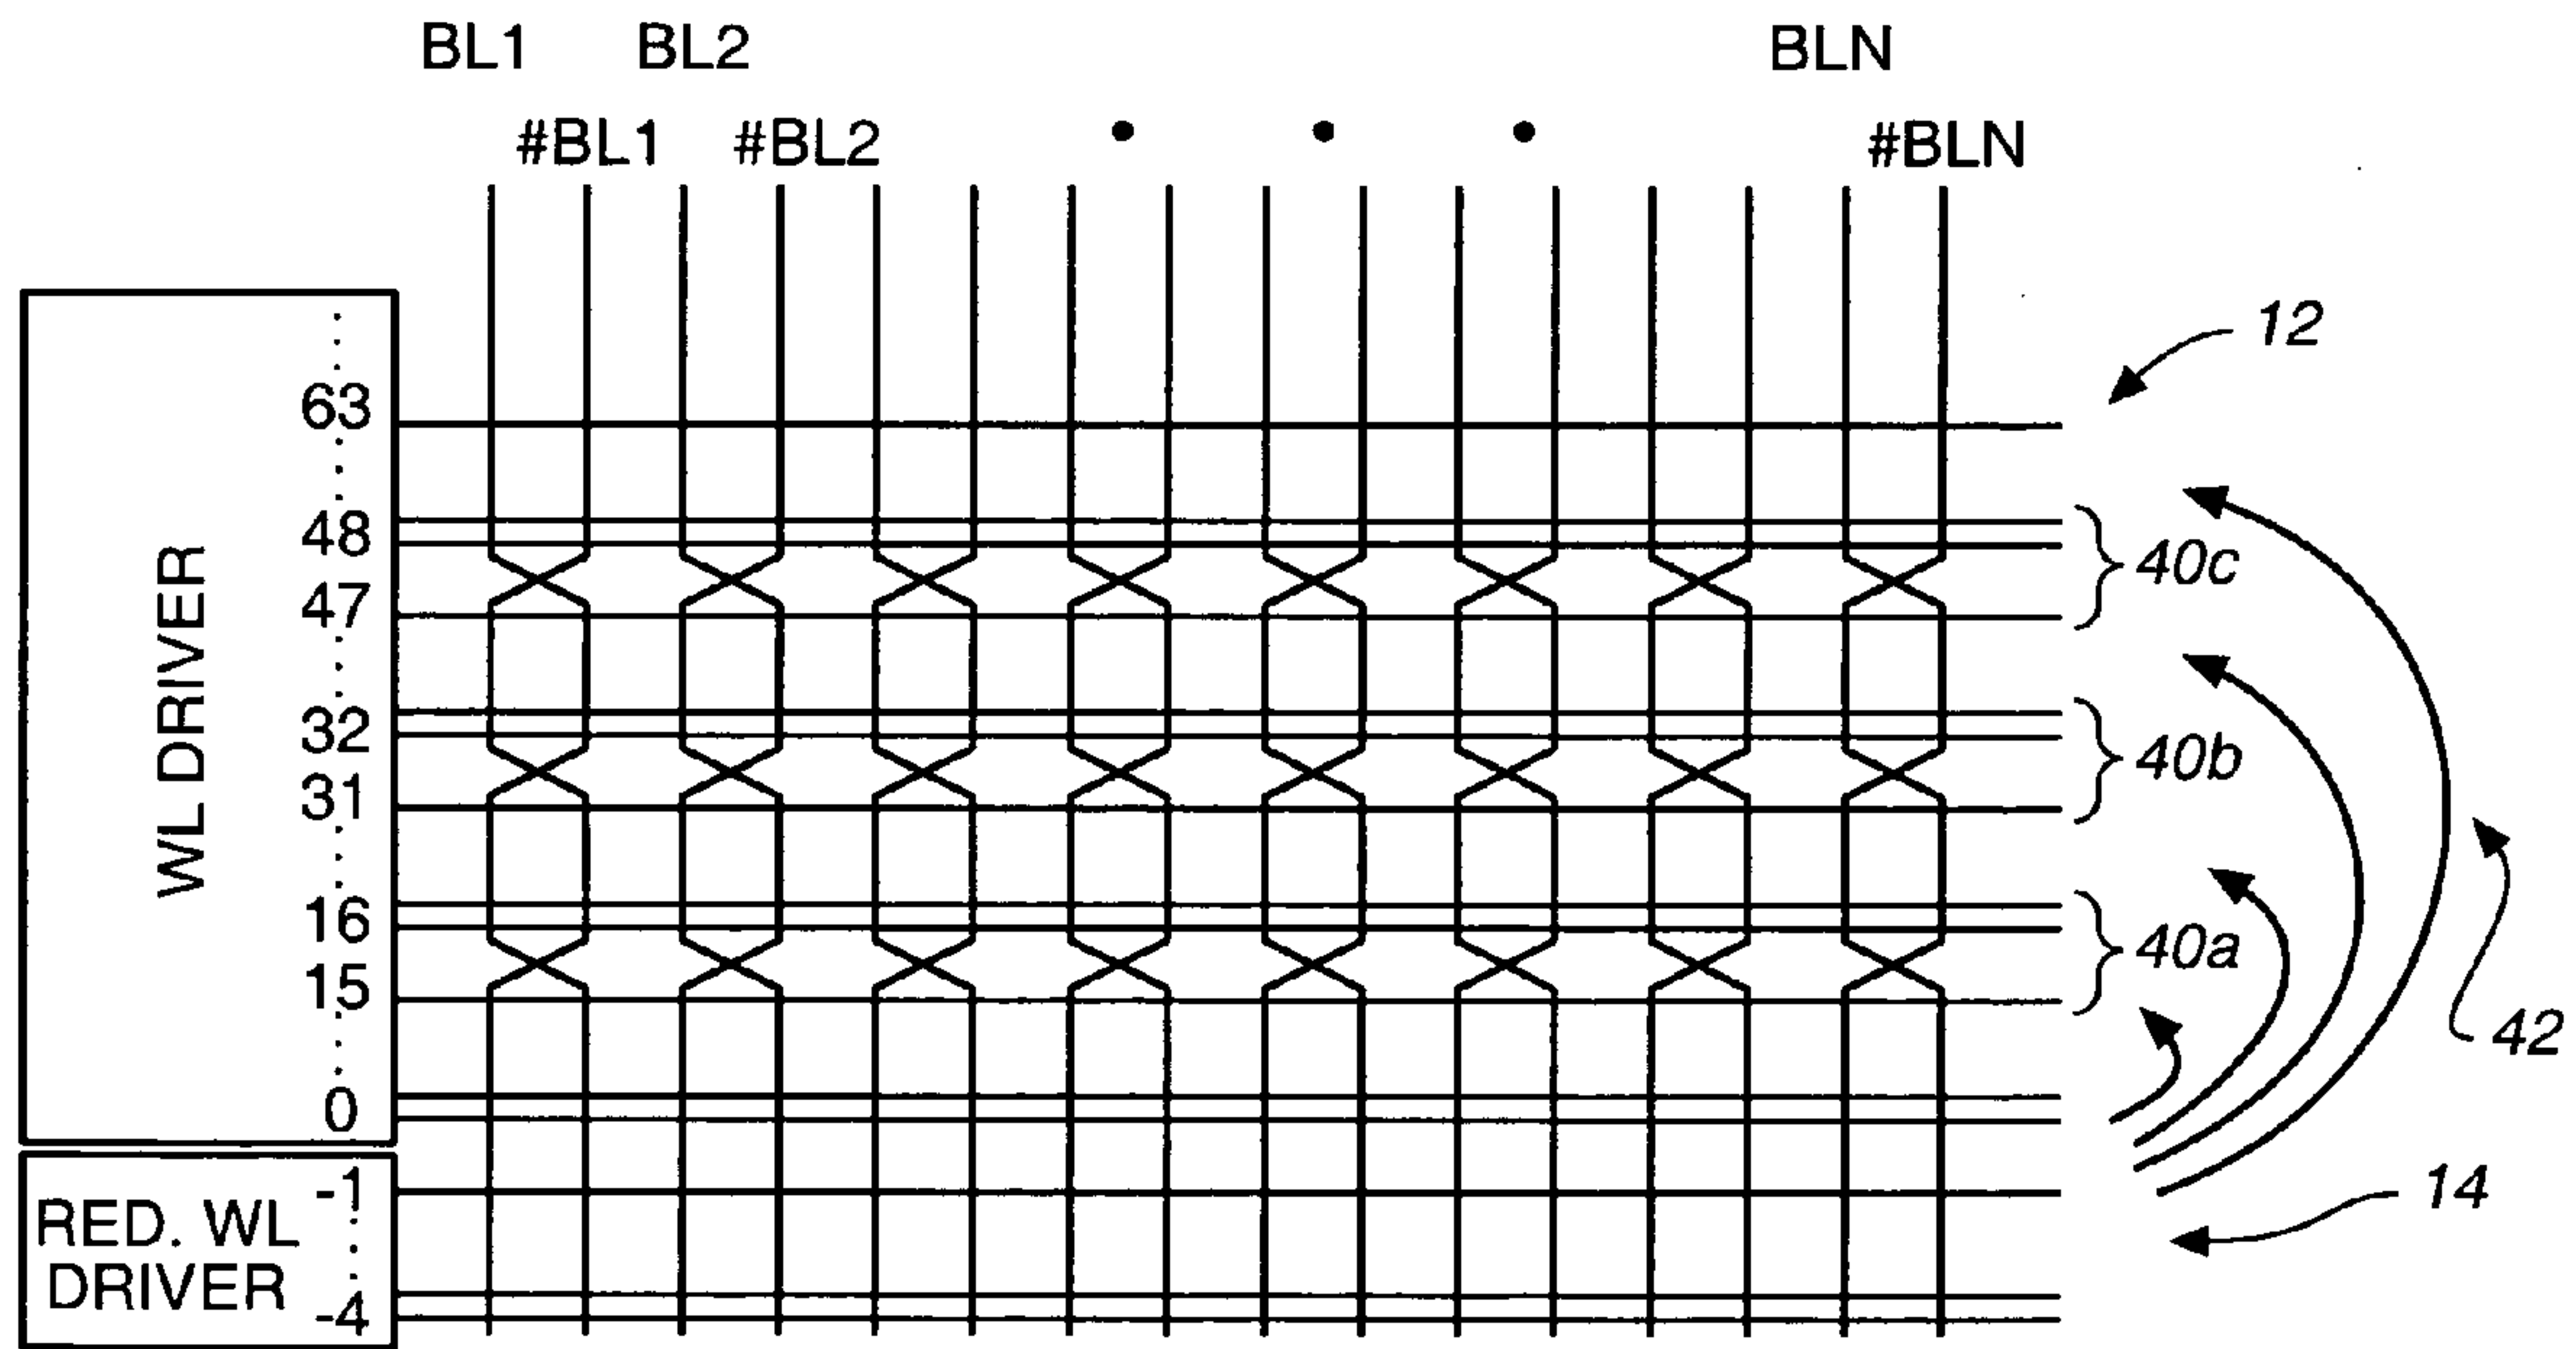 BL1 BL2 BLN
#BL1 #BL2 • • • #BLN
12
63
48
40c
47
WL DRIVER
32
40b
31
16
40a
15
42
0
-1
14
RED. WL
DRIVER
-4